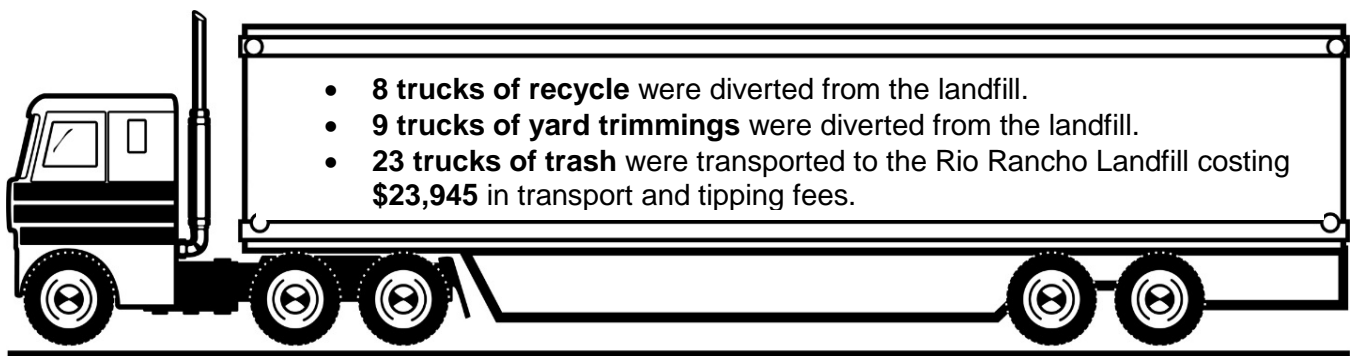 • 8 trucks of recycle were diverted from the landfill.
• 9 trucks of yard trimmings were diverted from the landfill.
• 23 trucks of trash were transported to the Rio Rancho Landfill costing
$23,945 in transport and tipping fees.